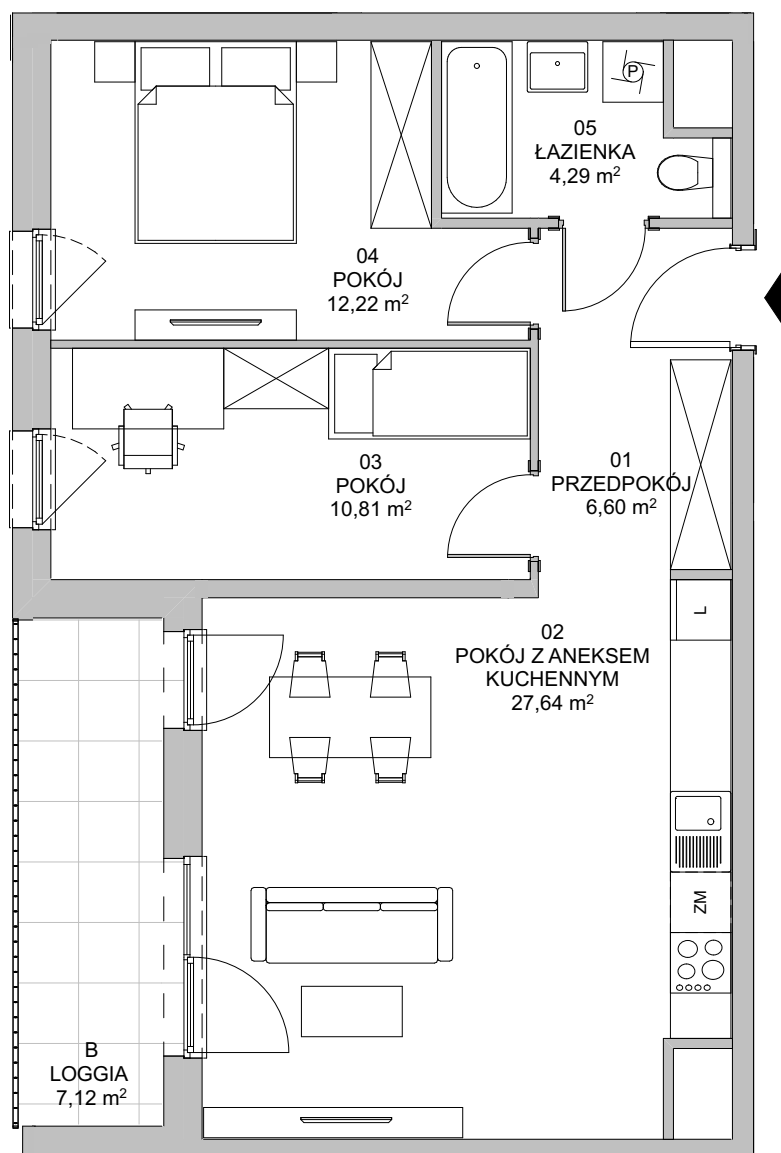 P
05
ŁAZIENKA
4,29 m²
04
POKÓJ
12,22 m²
03
POKÓJ
10,81 m²
01
PRZEDPOKÓJ
6,60 m²
L
02
POKÓJ Z ANEKSEM
KUCHENNYM
27,64 m²
ZM
B
LOGGIA
7,12 m²